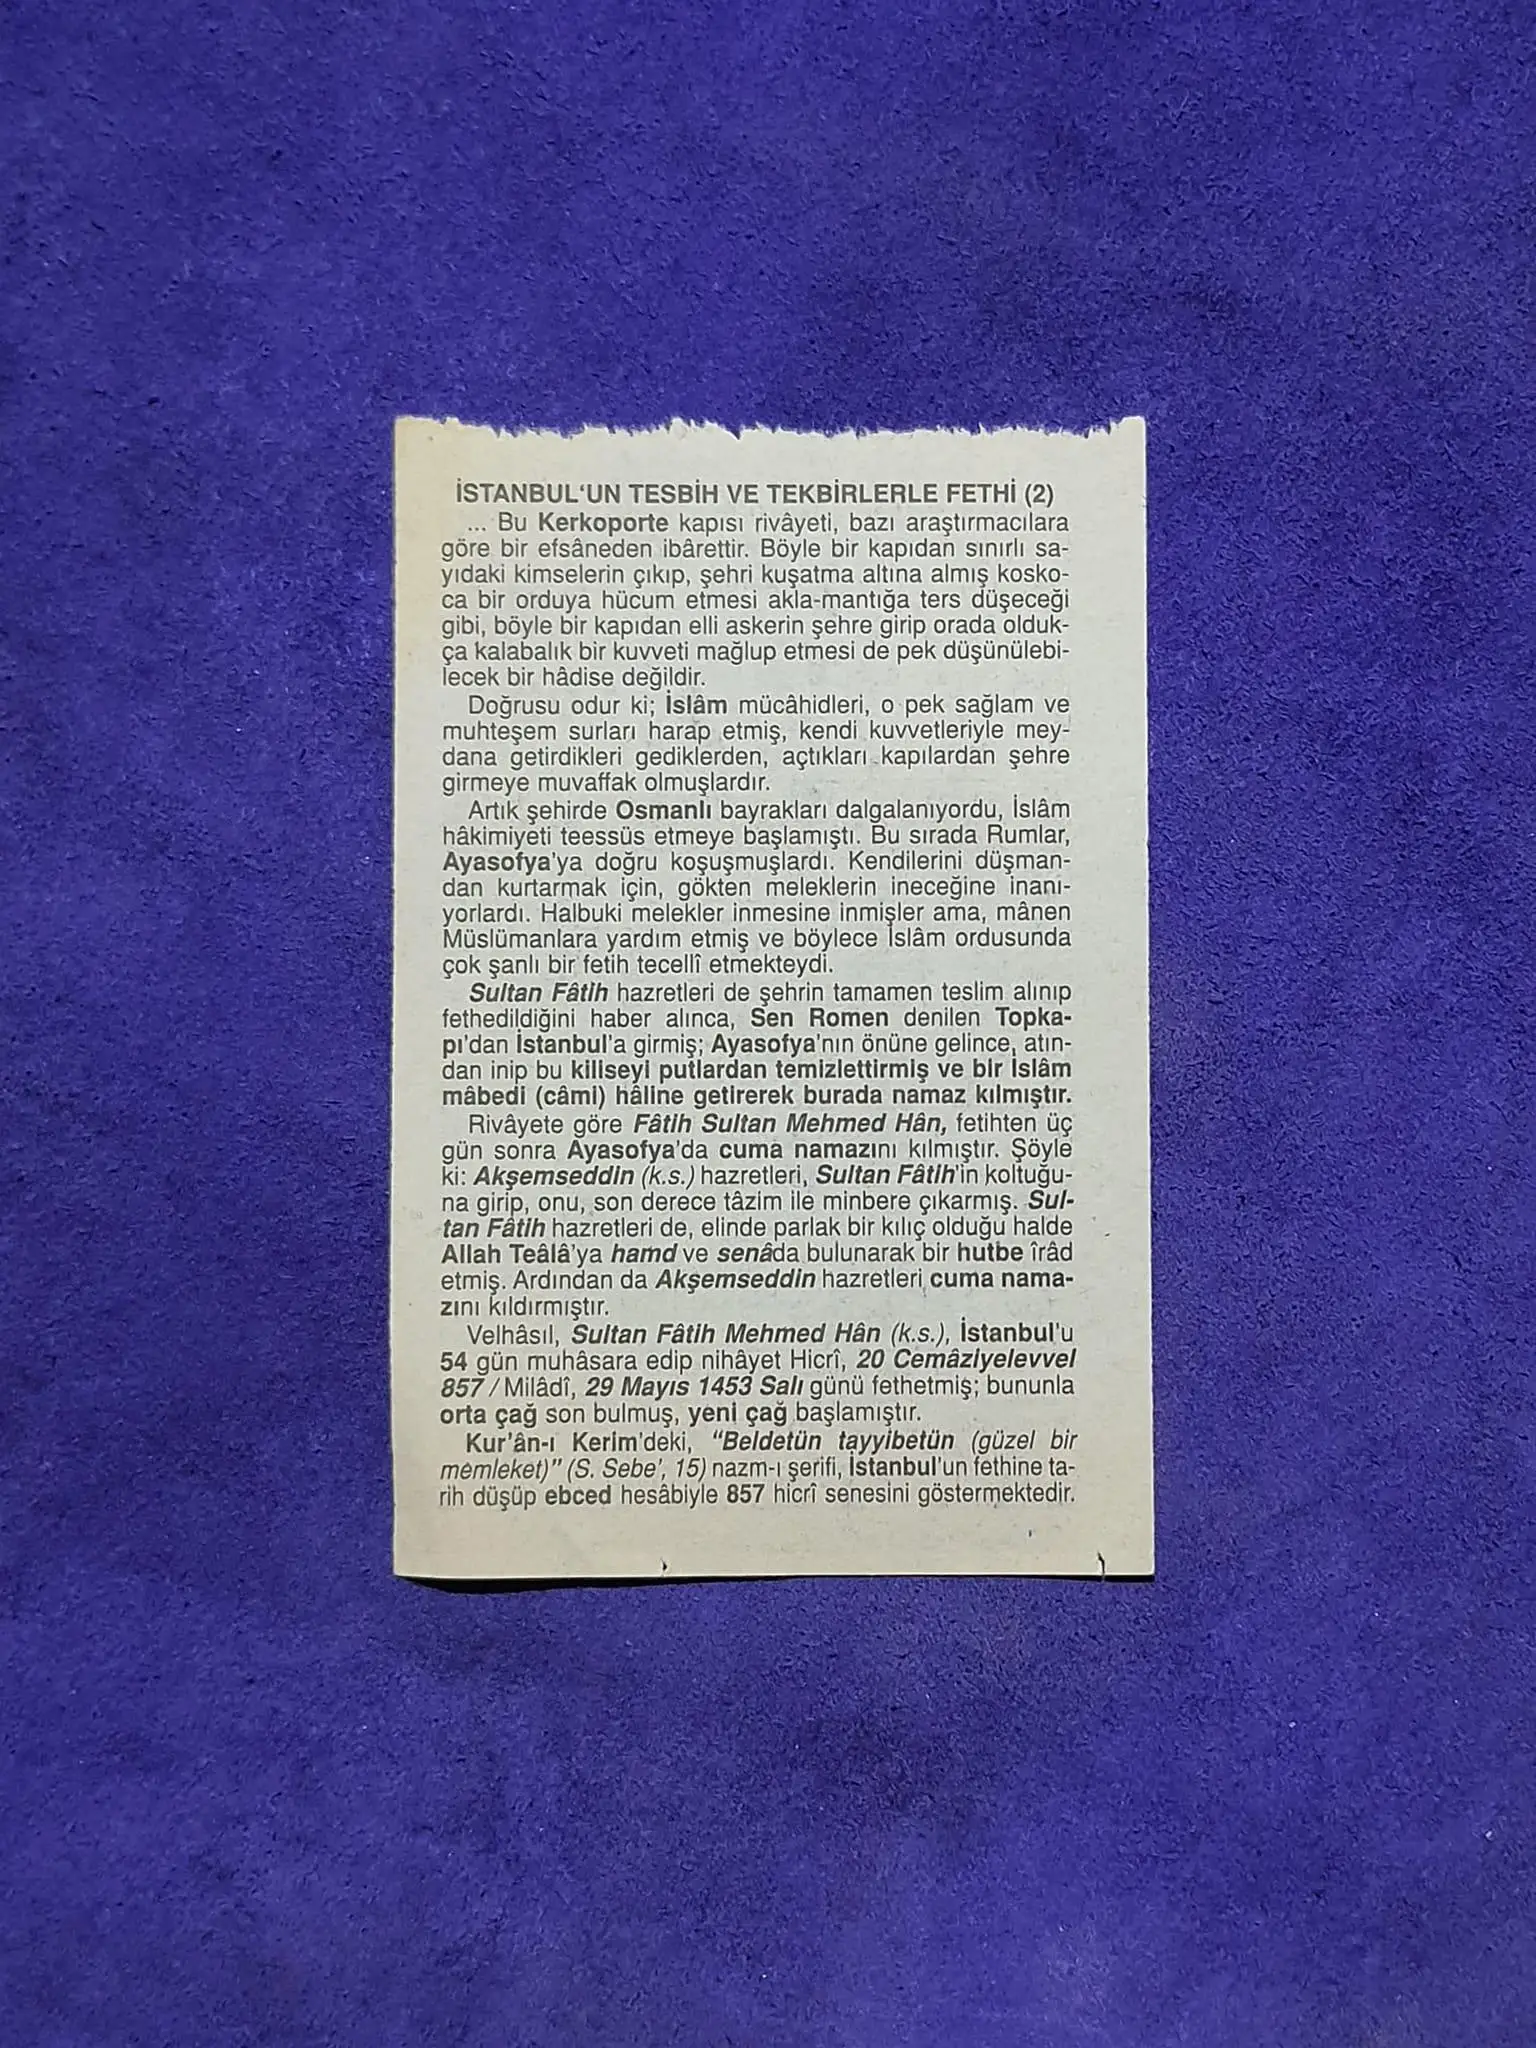 İSTANBUL'UN TESBİH VE TEKBİRLERLE FETHİ (2)
... Bu Kerkoporte kapısı rivâyeti, bazı araştırmacılara
göre bir efsâneden ibârettir. Böyle bir kapıdan sınırlı sa-
yıdaki kimselerin çıkıp, şehri kuşatma altına almış kosko-
ca bir orduya hücum etmesi akla-mantığa ters düşeceği
gibi, böyle bir kapıdan elli askerin şehre girip orada olduk-
ça kalabalık bir kuvveti mağlup etmesi de pek düşünülebi-
lecek bir hâdise değildir.
Doğrusu odur ki; İslâm mücâhidleri, o pek sağlam ve
muhteşem surları harap etmiş, kendi kuvvetleriyle mey-
dana getirdikleri gediklerden, açtıkları kapılardan şehre
girmeye muvaffak olmuşlardır.
Artık şehirde Osmanlı bayrakları dalgalanıyordu, İslâm
hâkimiyeti teessüs etmeye başlamıştı. Bu sırada Rumlar,
Ayasofya'ya doğru koşuşmuşlardı. Kendilerini düşman-
dan kurtarmak için, gökten meleklerin ineceğine inanı-
yorlardı. Halbuki melekler inmesine inmişler ama, mânen
Müslümanlara yardım etmiş ve böylece İslâm ordusunda
çok şanlı bir fetih tecellî etmekteydi.
Sultan Fâtih hazretleri de şehrin tamamen teslim alınıp
fethedildiğini haber alınca, Sen Romen denilen Topka-
pı'dan İstanbul'a girmiş; Ayasofya'nın önüne gelince, atın-
dan inip bu kiliseyi putlardan temizlettirmiş ve bir İslâm
mâbedi (câmi) hâline getirerek burada namaz kılmıştır.
Rivâyete göre Fâtih Sultan Mehmed Hân, fetihten üç
gün sonra Ayasofya'da cuma namazını kılmıştır. Şöyle
ki: Akşemseddin (k.s.) hazretleri, Sultan Fâtih'in koltuğu-
na girip, onu, son derece tâzim ile minbere çıkarmış. Sul-
tan Fâtih hazretleri de, elinde parlak bir kılıç olduğu halde
Allah Teâlâ'ya hamd ve senâda bulunarak bir hutbe îrâd
etmiş. Ardından da Akşemseddin hazretleri cuma nama-
zını kıldırmıştır.
Velhâsıl, Sultan Fâtih Mehmed Hân (k.s.), İstanbul'u
54 gün muhâsara edip nihâyet Hicrî, 20 Cemâziyelevvel
857 / Milâdî, 29 Mayıs 1453 Salı günü fethetmiş; bununla
orta çağ son bulmuş, yeni çağ başlamıştır.
Kur'ân-ı Kerim'deki, "Beldetün tayyibetün (güzel bir
memleket)" (S. Sebe', 15) nazm-ı şerifi, İstanbul'un fethine ta-
rih düşüp ebced hesâbiyle 857 hicrî senesini göstermektedir.